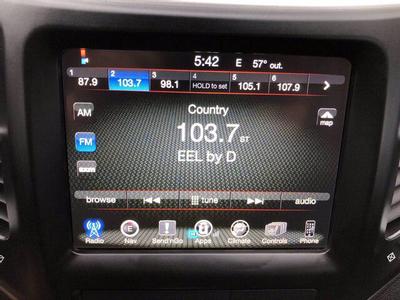 5:42 E 57° out.
1 87.9 2 103.7 3 98.1 4 HOLD to set 5 105.1 6 107.9
AM
Country
map
103.7 ST
FM
EEL by D
browse tune audio
Radio Nav Send'nGo Apps Climate Controls Phone